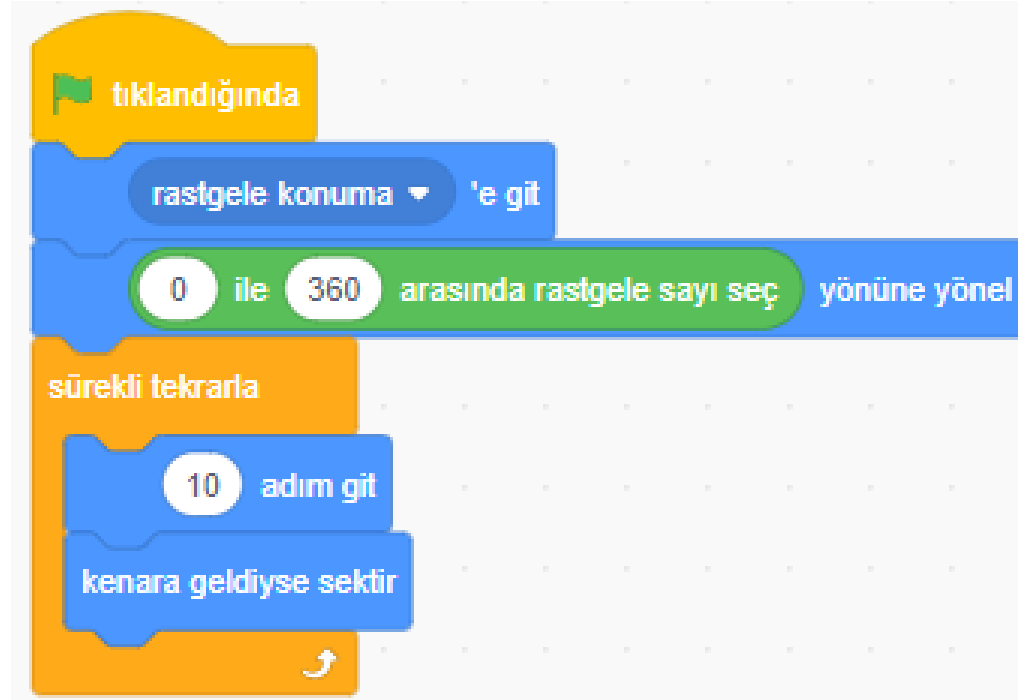 tıklandığında
rastgele konuma 'e git
0 ile 360 arasında rastgele sayı seç yönüne yönel
sürekli tekrarla
10 adım git
kenara geldiyse sektir